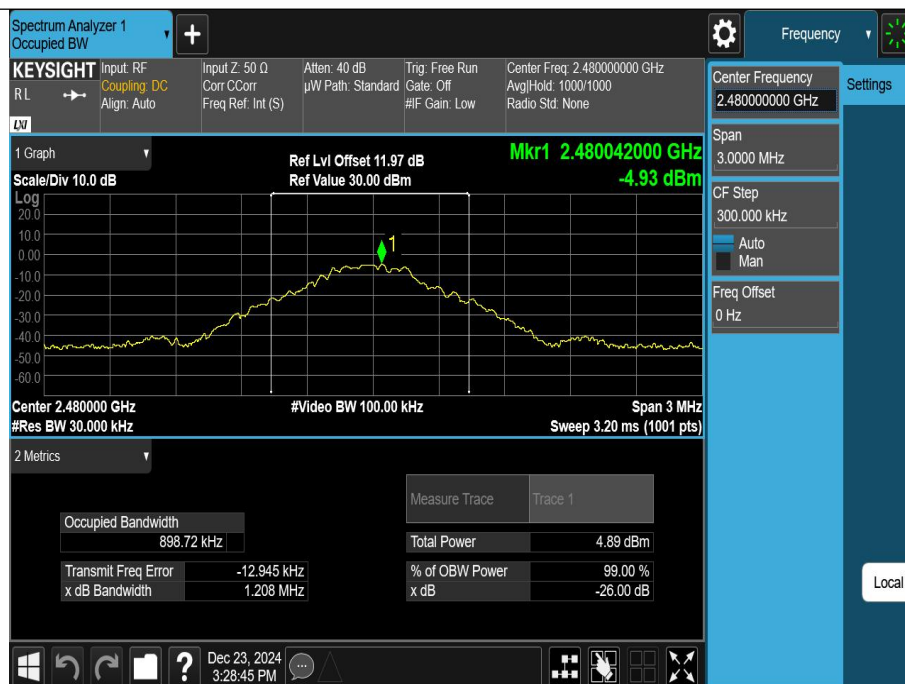 Spectrum Analyzer 1
Occupied BW
Frequency
KEYSIGHT
RL
LXI
Input: RF
Coupling: DC
Align: Auto
Input Z: 50 Ω
Corr CCorr
Freq Ref: Int (S)
Atten: 40 dB
µW Path: Standard
Trig: Free Run
Gate: Off
#IF Gain: Low
Center Freq: 2.480000000 GHz
Avg|Hold: 1000/1000
Radio Std: None
Center Frequency
2.480000000 GHz
Settings
Span
3.0000 MHz
CF Step
300.000 kHz
Auto
Man
Freq Offset
0 Hz
Local
1 Graph
Scale/Div 10.0 dB
Ref Lvl Offset 11.97 dB
Ref Value 30.00 dBm
Mkr1 2.480042000 GHz
-4.93 dBm
Log
20.0
10.0
0.00
-10.0
-20.0
-30.0
-40.0
-50.0
-60.0
1
Center 2.480000 GHz
#Res BW 30.000 kHz
#Video BW 100.00 kHz
Span 3 MHz
Sweep 3.20 ms (1001 pts)
2 Metrics
Measure Trace Trace 1
Occupied Bandwidth
898.72 kHz
Total Power 4.89 dBm
Transmit Freq Error -12.945 kHz
% of OBW Power 99.00 %
x dB Bandwidth 1.208 MHz
x dB -26.00 dB
Dec 23, 2024
3:28:45 PM